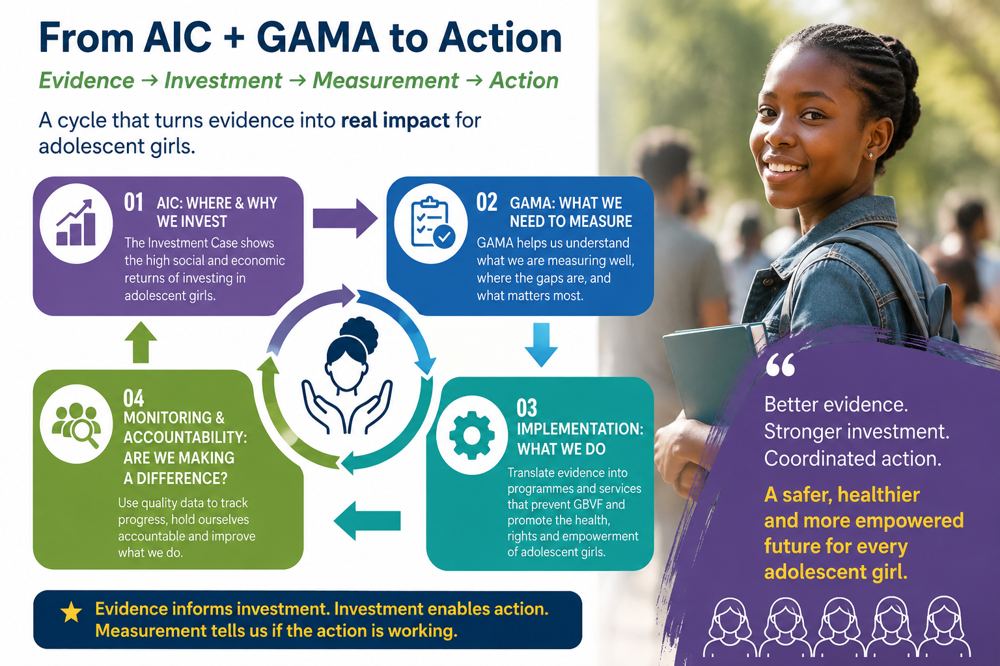 From AIC + GAMA to Action
Evidence → Investment → Measurement → Action
A cycle that turns evidence into real impact for
adolescent girls.
01 AIC: WHERE & WHY
WE INVEST
The Investment Case shows
the high social and economic
returns of investing in
adolescent girls.
02 GAMA: WHAT WE
NEED TO MEASURE
GAMA helps us understand
what we are measuring well,
where the gaps are, and
what matters most.
03
IMPLEMENTATION:
WHAT WE DO
Translate evidence into
programmes and services
that prevent GBVF and
promote the health,
rights and empowerment
of adolescent girls.
04
MONITORING &
ACCOUNTABILITY:
ARE WE MAKING
A DIFFERENCE?
Use quality data to track
progress, hold ourselves
accountable and improve
what we do.
Evidence informs investment. Investment enables action.
Measurement tells us if the action is working.
“
Better evidence.
Stronger investment.
Coordinated action.
A safer, healthier
and more empowered
future for every
adolescent girl.